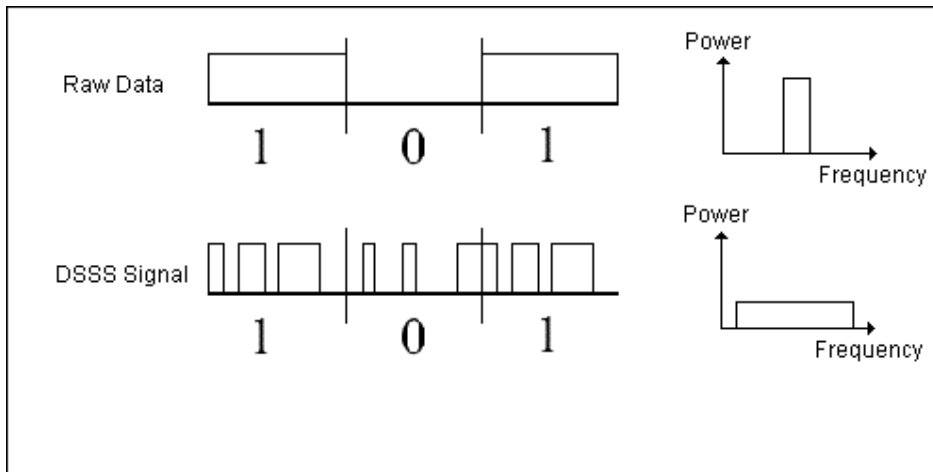 Power
Raw Data
1 0 1
Frequency
Power
DSSS Signal
1 0 1
Frequency